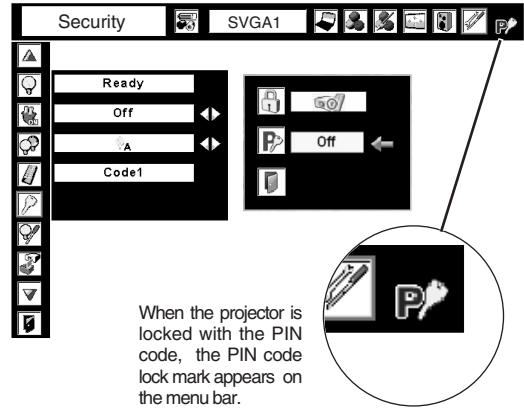 Security
SVGA1
P
ON
Ready
Off
A
Code1
P
Off
P
When the projector is
locked with the PIN
code, the PIN code
lock mark appears on
the menu bar.